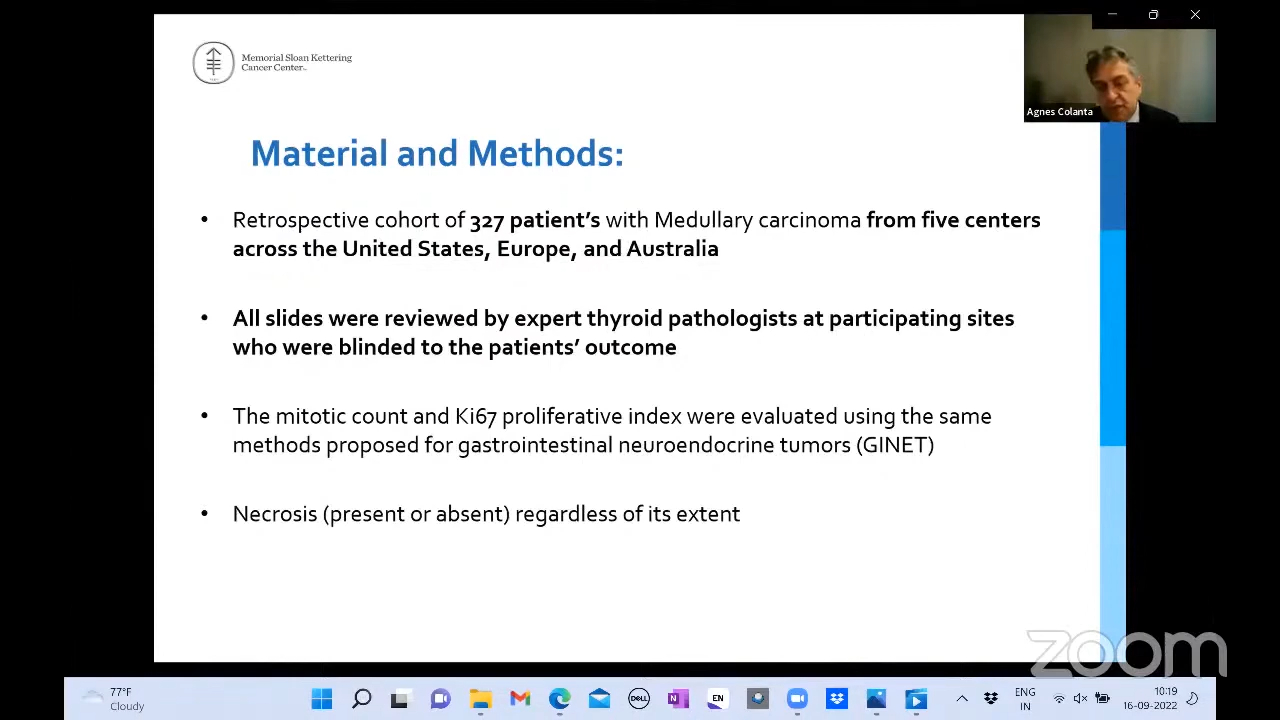 Memorial Sloan Kettering
Cancer Center
Agnes Colanta
Material and Methods:
• Retrospective cohort of 327 patient’s with Medullary carcinoma from five centers
across the United States, Europe, and Australia
• All slides were reviewed by expert thyroid pathologists at participating sites
who were blinded to the patients’ outcome
• The mitotic count and Ki67 proliferative index were evaluated using the same
methods proposed for gastrointestinal neuroendocrine tumors (GINET)
• Necrosis (present or absent) regardless of its extent
zoom
77°F
Cloudy
DELL
N
EN
ENG
IN
10:19
16-09-2022